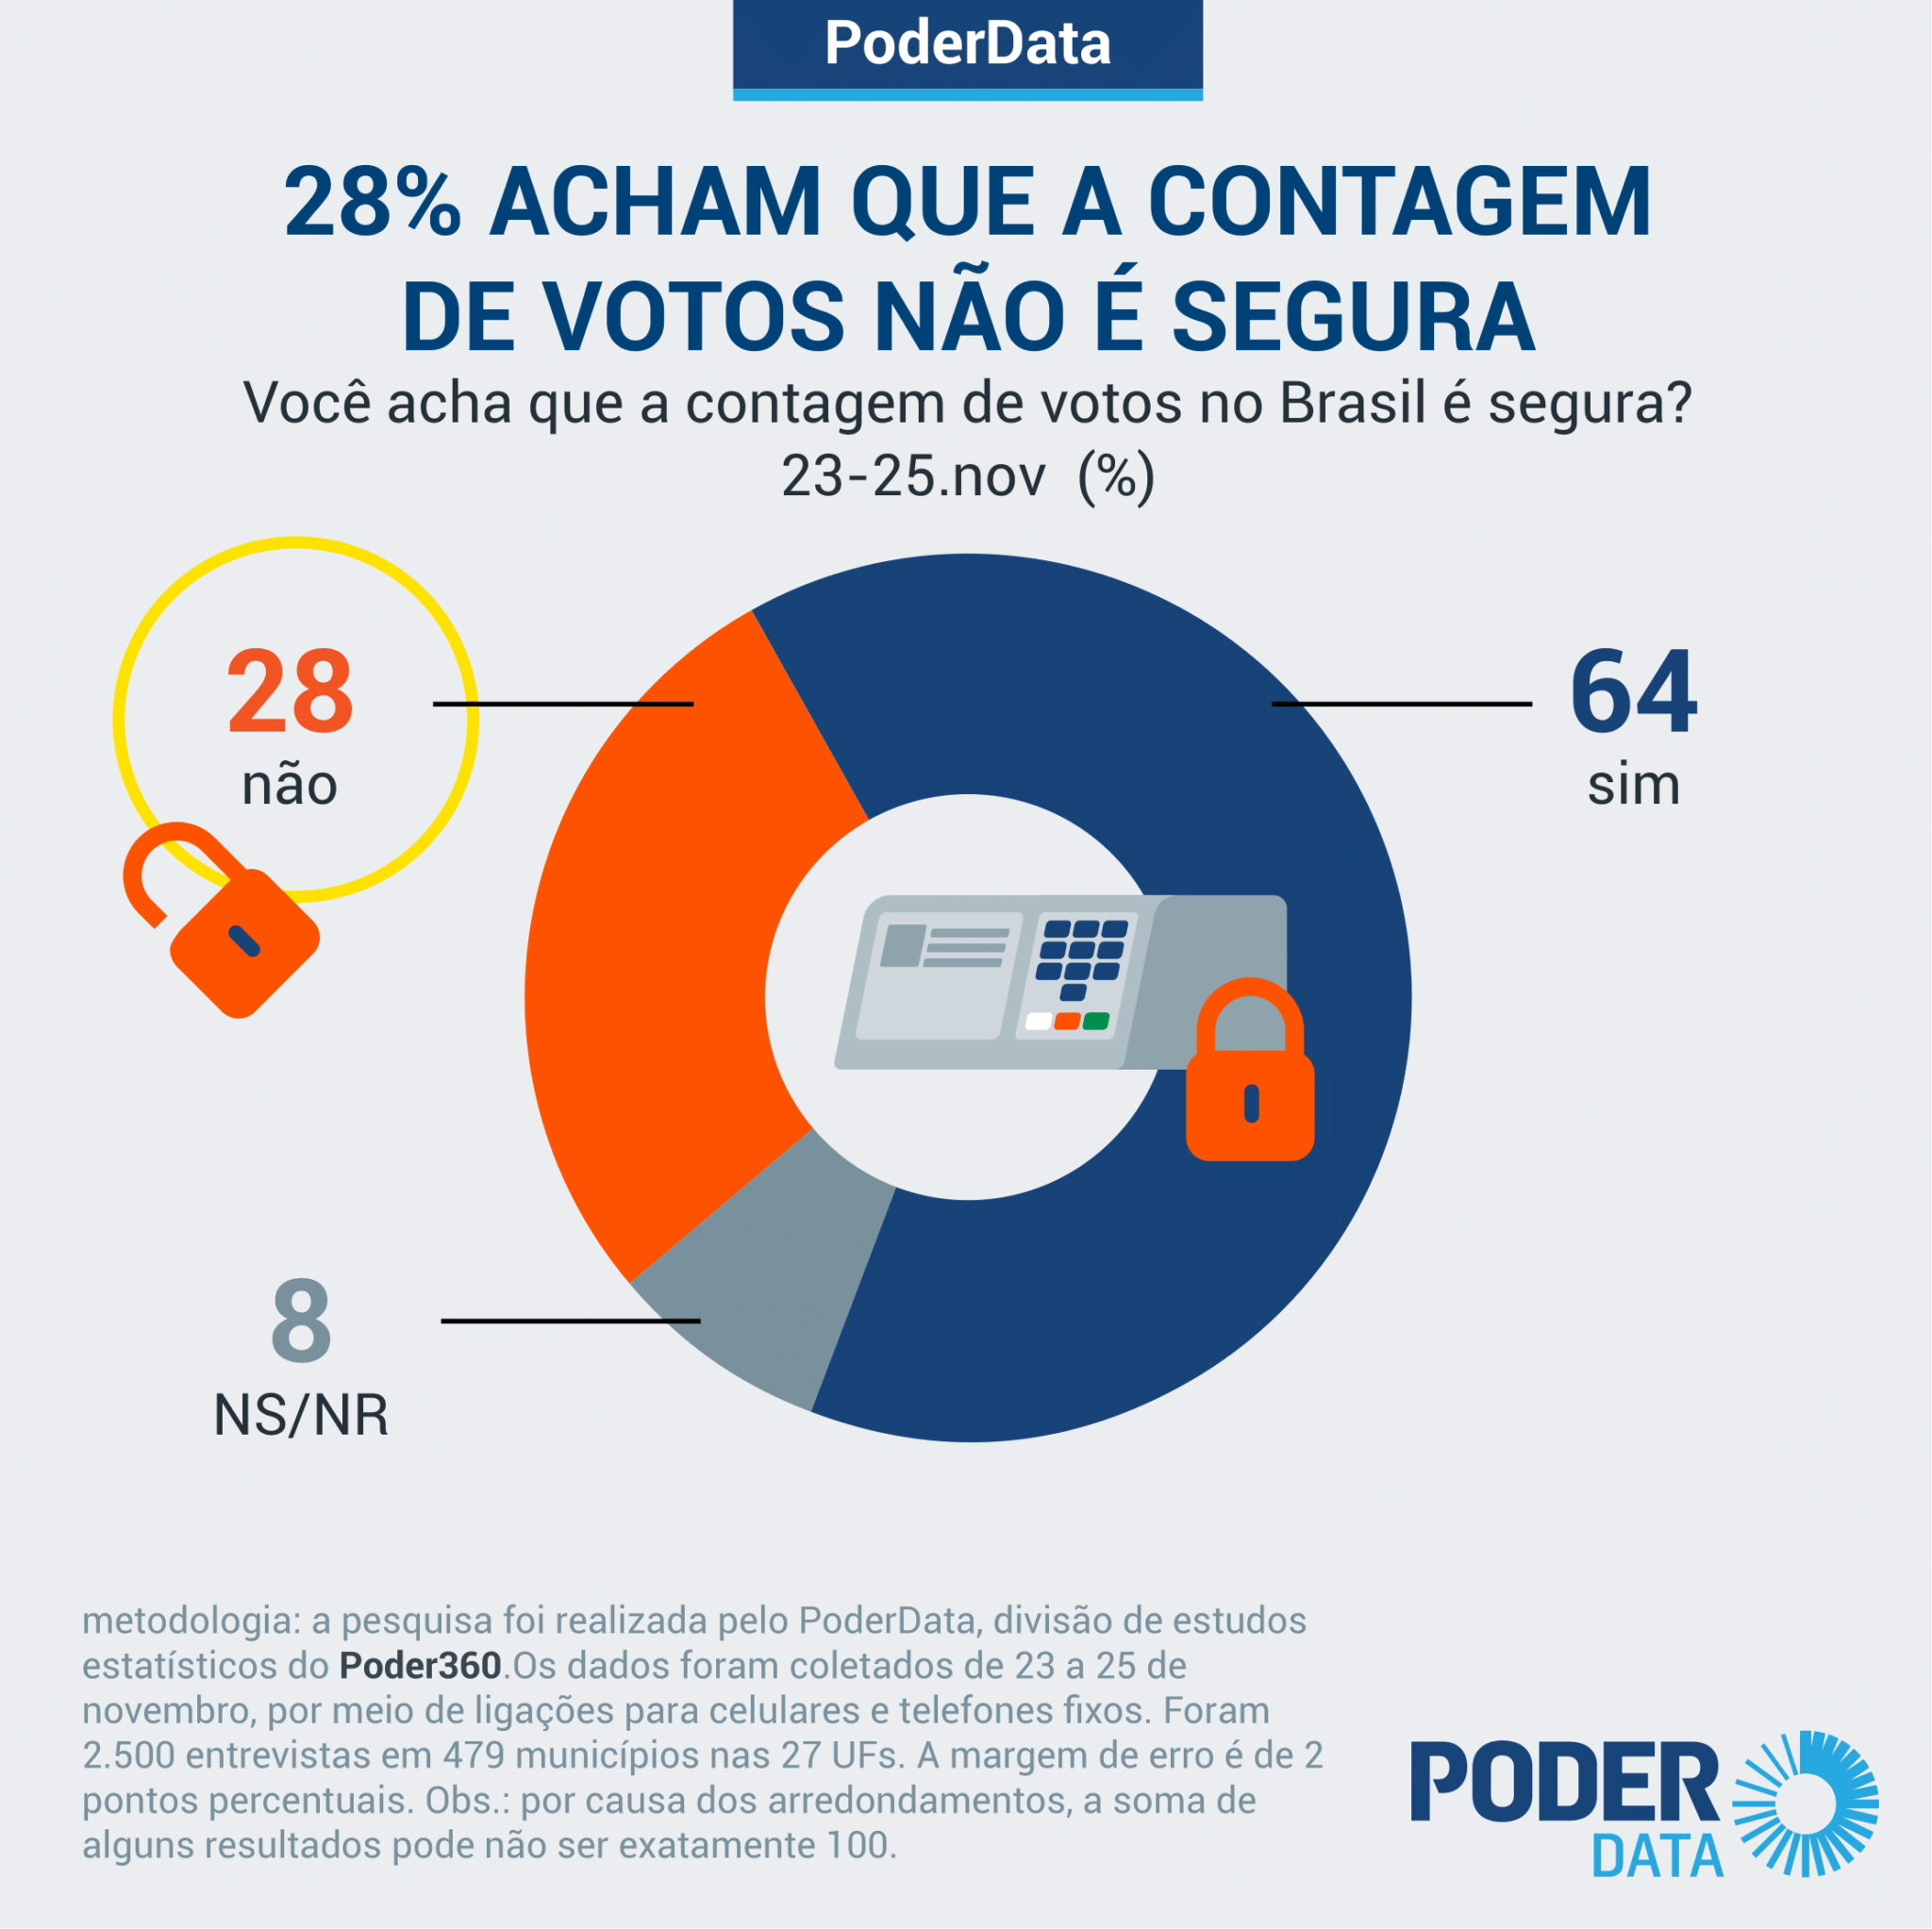 PoderData
28% ACHAM QUE A CONTAGEM
DE VOTOS NÃO É SEGURA
Você acha que a contagem de votos no Brasil é segura?
23-25.nov (%)
28
não
64
sim
8
NS/NR
metodologia: a pesquisa foi realizada pelo PoderData, divisão de estudos
estatísticos do Poder360.Os dados foram coletados de 23 a 25 de
novembro, por meio de ligações para celulares e telefones fixos. Foram
2.500 entrevistas em 479 municípios nas 27 UFs. A margem de erro é de 2
pontos percentuais. Obs.: por causa dos arredondamentos, a soma de
alguns resultados pode não ser exatamente 100.
PODER
DATA